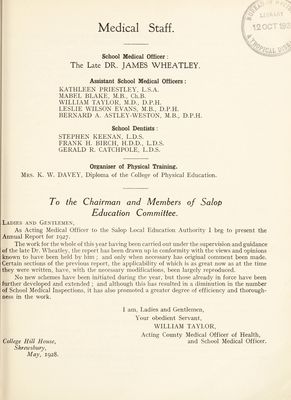 Medical Staff.
LIBRARY
12 OCT 192
TROPICAL
School Medical Officer :
The Late DR. JAMES WHEATLEY.
Assistant School Medical Officers :
KATHLEEN PRIESTLEY, L.S.A.
MABEL BLAKE, M.B., Ch.B.
WILLIAM TAYLOR, M.D., D.P.H.
LESLIE WILSON EVANS, M.B., D.P.H.
BERNARD A. ASTLEY-WESTON, M.B., D.P.H.
School Dentists :
STEPHEN KEENAN, L.D.S.
FRANK H. BIRCH, H.D.D., L.D.S.
GERALD R. CATCHPOLE, L.D.S.
Organiser of Physical Training.
MRS. K. W. DAVEY, Diploma of the College of Physical Education.
To the Chairman and Members of Salop
Education Committee.
LADIES AND GENTLEMEN,
As Acting Medical Officer to the Salop Local Education Authority I beg to present the
Annual Report for 1927.
The work for the whole of this year having been carried out under the supervision and guidance
of the late Dr. Wheatley, the report has been drawn up in conformity with the views and opinions
known to have been held by him ; and only when necessary has original comment been made.
Certain sections of the previous report, the applicability of which is as great now as at the time
they were written, have, with the necessary modifications, been largely reproduced.
No new schemes have been initiated during the year, but those already in force have been
further developed and extended ; and although this has resulted in a diminution in the number
of School Medical Inspections, it has also promoted a greater degree of efficiency and thorough-
ness in the work.
I am, Ladies and Gentlemen,
Your obedient Servant,
WILLIAM TAYLOR,
Acting County Medical Officer of Health,
and School Medical Officer.
College Hill House,
Shrewsbury,
May, 1928.